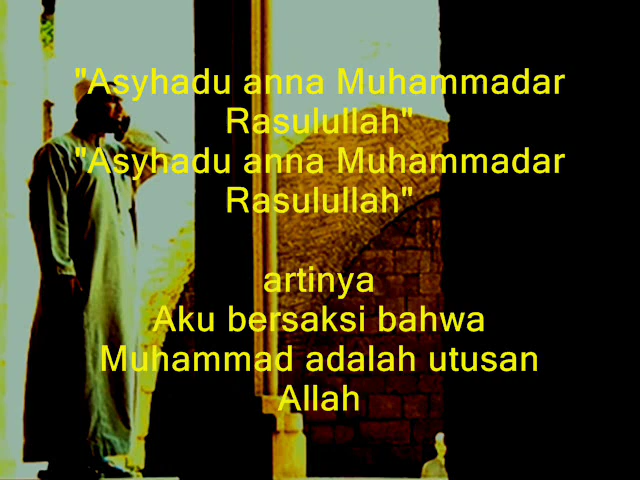 "Asyhadu anna Muhammadar
Rasulullah"
"Asyhadu anna Muhammadar
Rasulullah"
artinya
Aku bersaksi bahwa
Muhammad adalah utusan
Allah